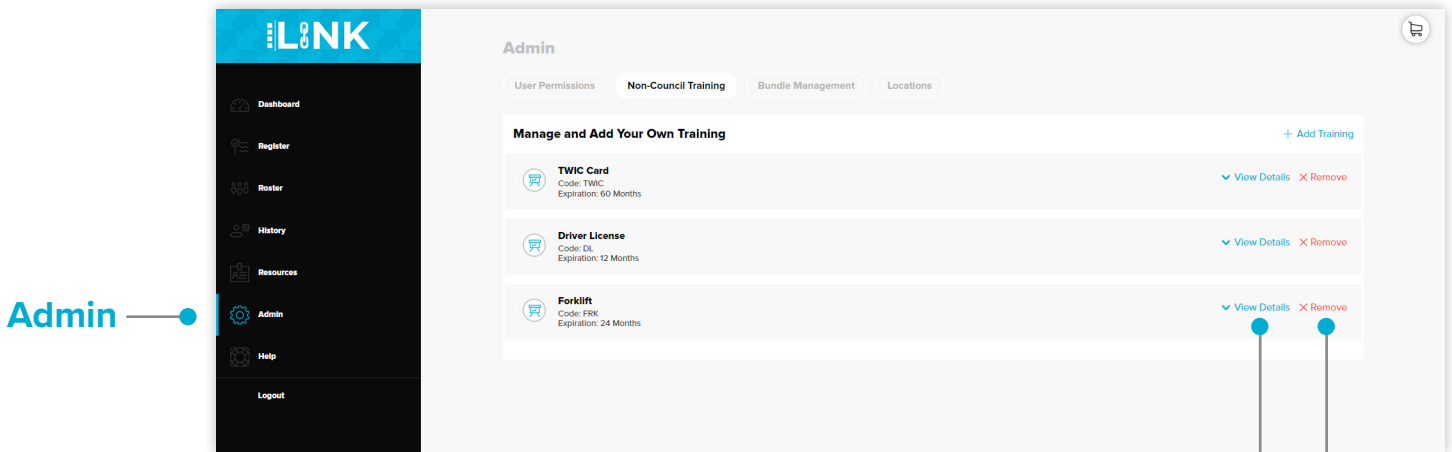 LINK
Admin
User Permissions
Non-Council Training
Bundle Management
Locations
Dashboard
Register
Roster
History
Resources
Admin
Admin
Help
Logout
Manage and Add Your Own Training
+ Add Training
TWIC Card
Code: TWIC
Expiration: 60 Months
View Details
Remove
Driver License
Code: DL
Expiration: 12 Months
View Details
Remove
Forklift
Code: FRK
Expiration: 24 Months
View Details
Remove